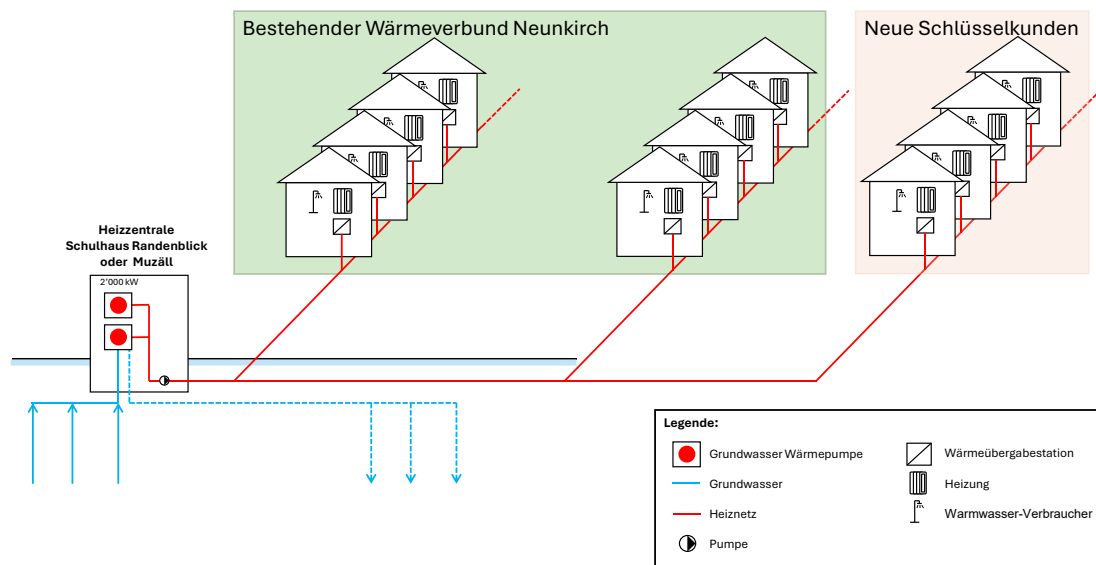 Bestehender Wärmeverbund Neunkirch
Neue Schlüsselkunden
Heizzentrale
Schulhaus Randenblick
oder Muzäll
2'000 kW
Legende:
Grundwasser Wärmepumpe
Grundwasser
Heiznetz
Pumpe
Wärmeübergabestation
Heizung
Warmwasser-Verbraucher